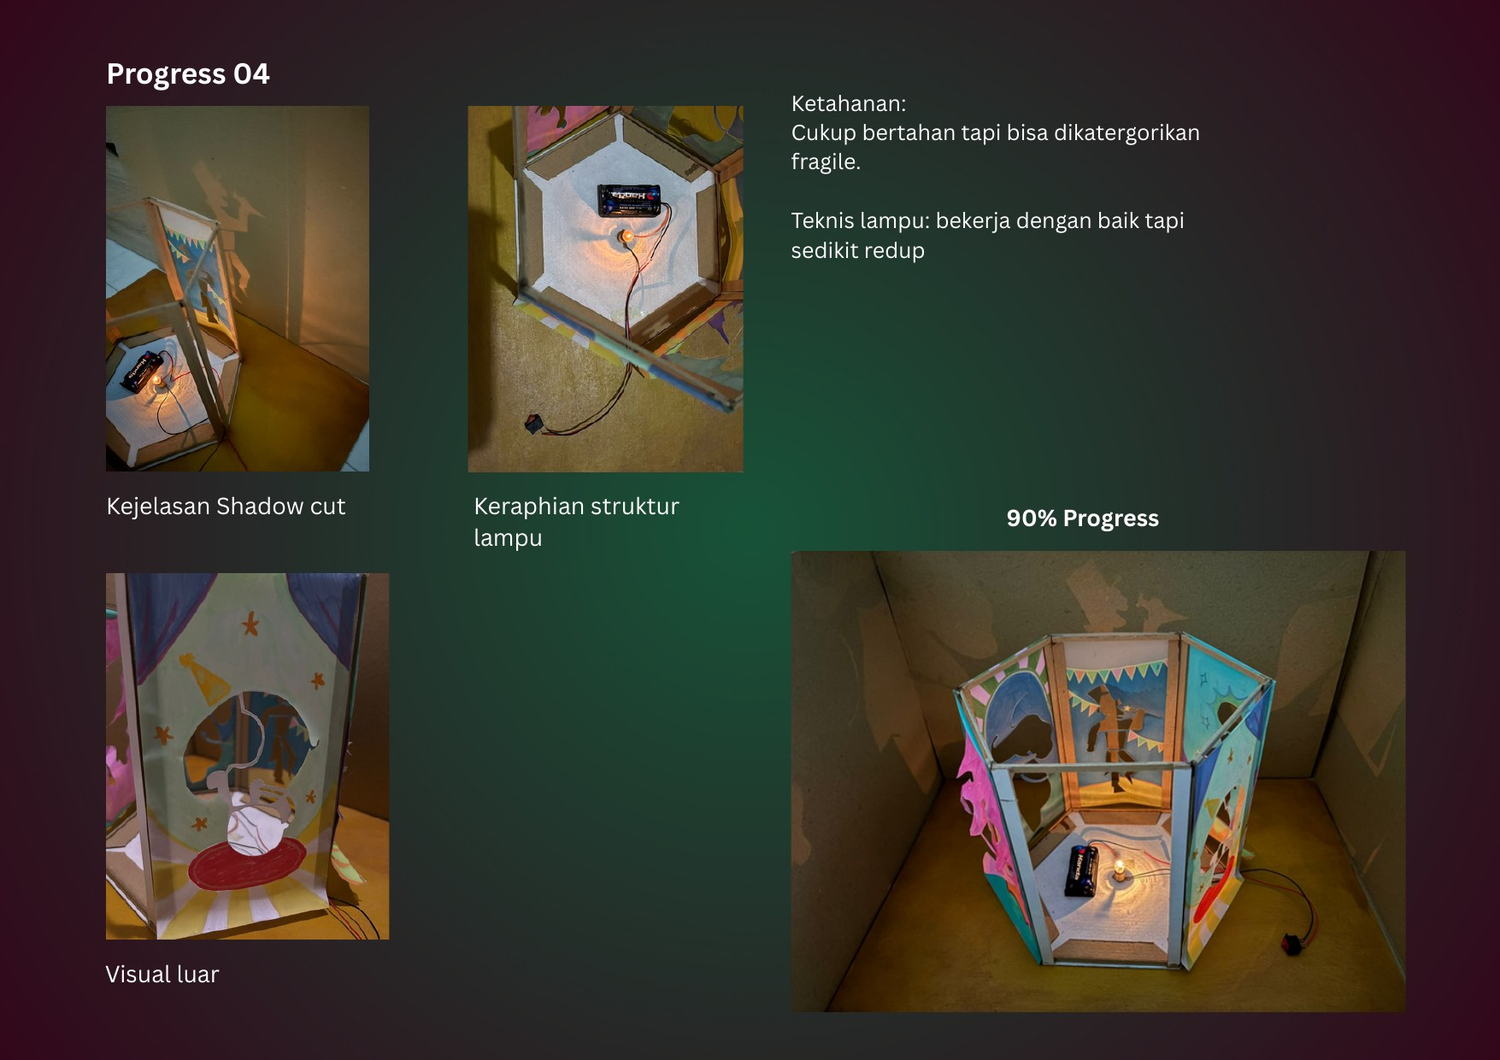 Progress 04
Ketahanan:
Cukup bertahan tapi bisa dikatergorikan
fragile.
Teknis lampu: bekerja dengan baik tapi
sedikit redup
Kejelasan Shadow cut
Keraphian struktur
lampu
90% Progress
Visual luar